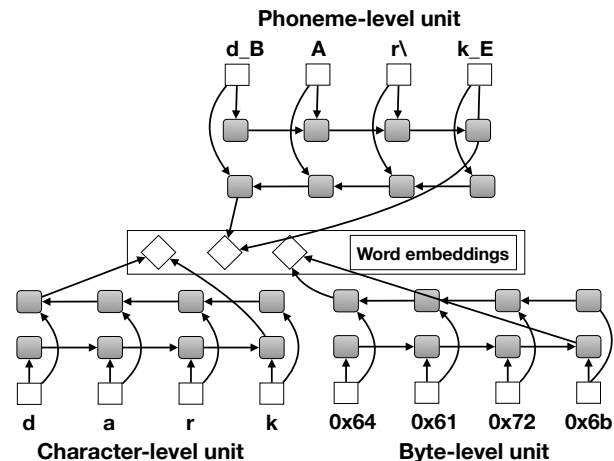 Phoneme-level unit
d_B A r\ k_E
Word embeddings
d a r k 0x64 0x61 0x72 0x6b
Character-level unit Byte-level unit